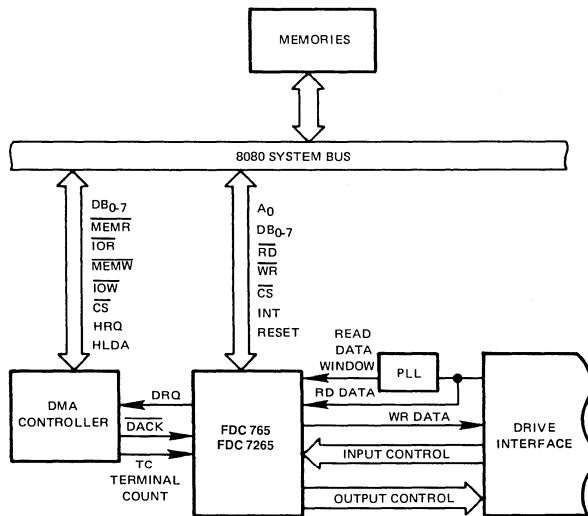 MEMORIES
8080 SYSTEM BUS
DB0-7
MEMR
IOR
MEMW
IOW
CS
HRQ
HLDA
A0
DB0-7
RD
WR
CS
INT
RESET
READ
DATA
WINDOW
PLL
RD DATA
DMA
CONTROLLER
DRQ
DACK
TC
TERMINAL
COUNT
FDC 765
FDC 7265
WR DATA
INPUT CONTROL
OUTPUT CONTROL
DRIVE
INTERFACE